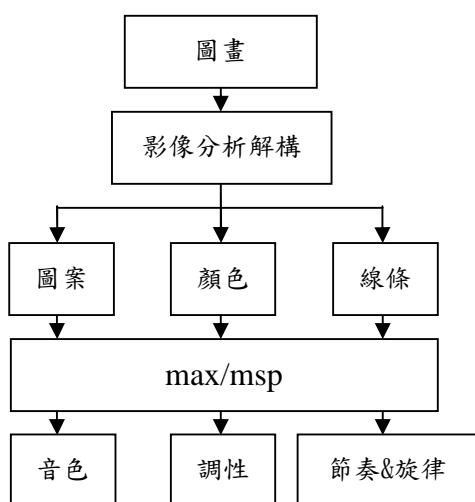 圖畫
影像分析解構
圖案
顏色
線條
max/msp
音色
調性
節奏&旋律